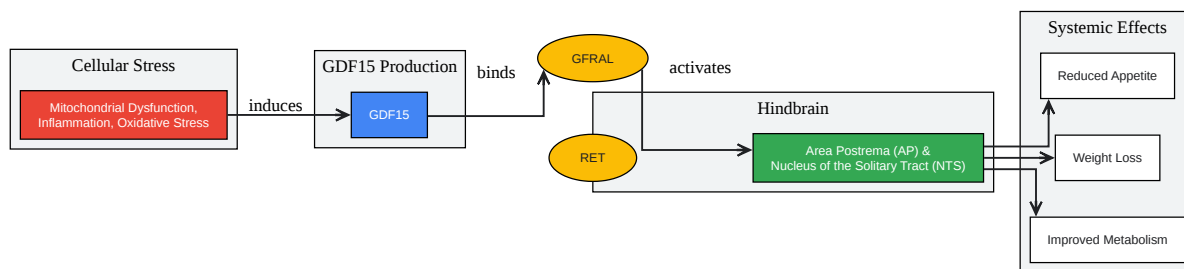 Cellular Stress
Mitochondrial Dysfunction,
Inflammation, Oxidative Stress
induces
GDF15 Production
GDF15
binds
GFRAL
activates
RET
Hindbrain
Area Postrema (AP) &
Nucleus of the Solitary Tract (NTS)
Systemic Effects
Reduced Appetite
Weight Loss
Improved Metabolism